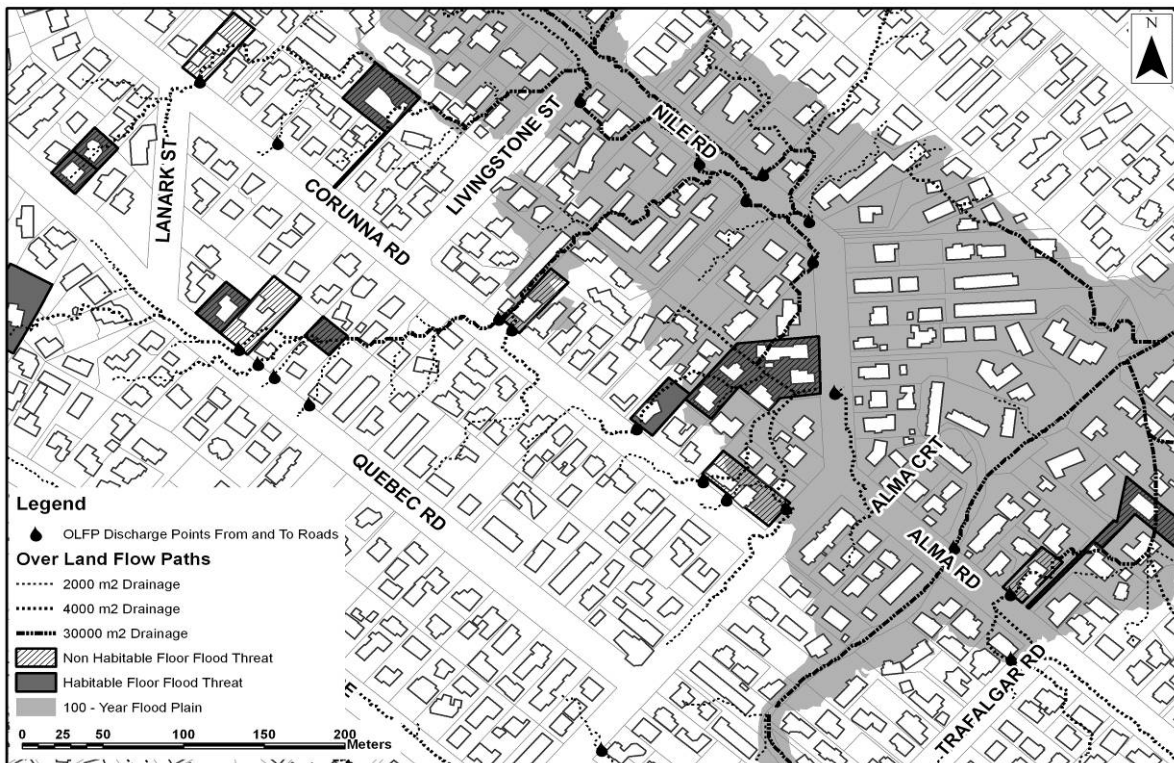 N
LANARK ST
CORUNNA RD
LIVINGSTONE ST
NILE RD
QUEBEC RD
ALMA CRT
ALMA RD
TRAFALGAR RD
E
Legend
OLFP Discharge Points From and To Roads
Over Land Flow Paths
2000 m2 Drainage
4000 m2 Drainage
30000 m2 Drainage
Non Habitable Floor Flood Threat
Habitable Floor Flood Threat
100 - Year Flood Plain
0 25 50 100 150 200
Meters